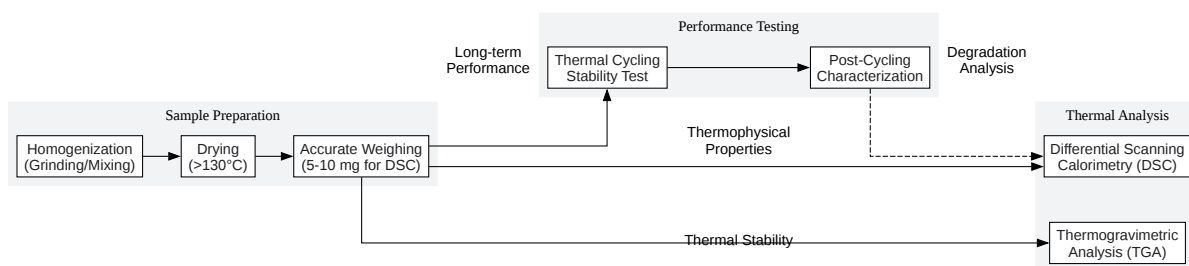 Performance Testing
Long-term
Performance
Thermal Cycling
Stability Test
Post-Cycling
Characterization
Degradation
Analysis
Sample Preparation
Homogenization
(Grinding/Mixing)
Drying
(>130°C)
Accurate Weighing
(5-10 mg for DSC)
Thermophysical
Properties
Thermal Analysis
Differential Scanning
Calorimetry (DSC)
Thermal Stability
Thermogravimetric
Analysis (TGA)